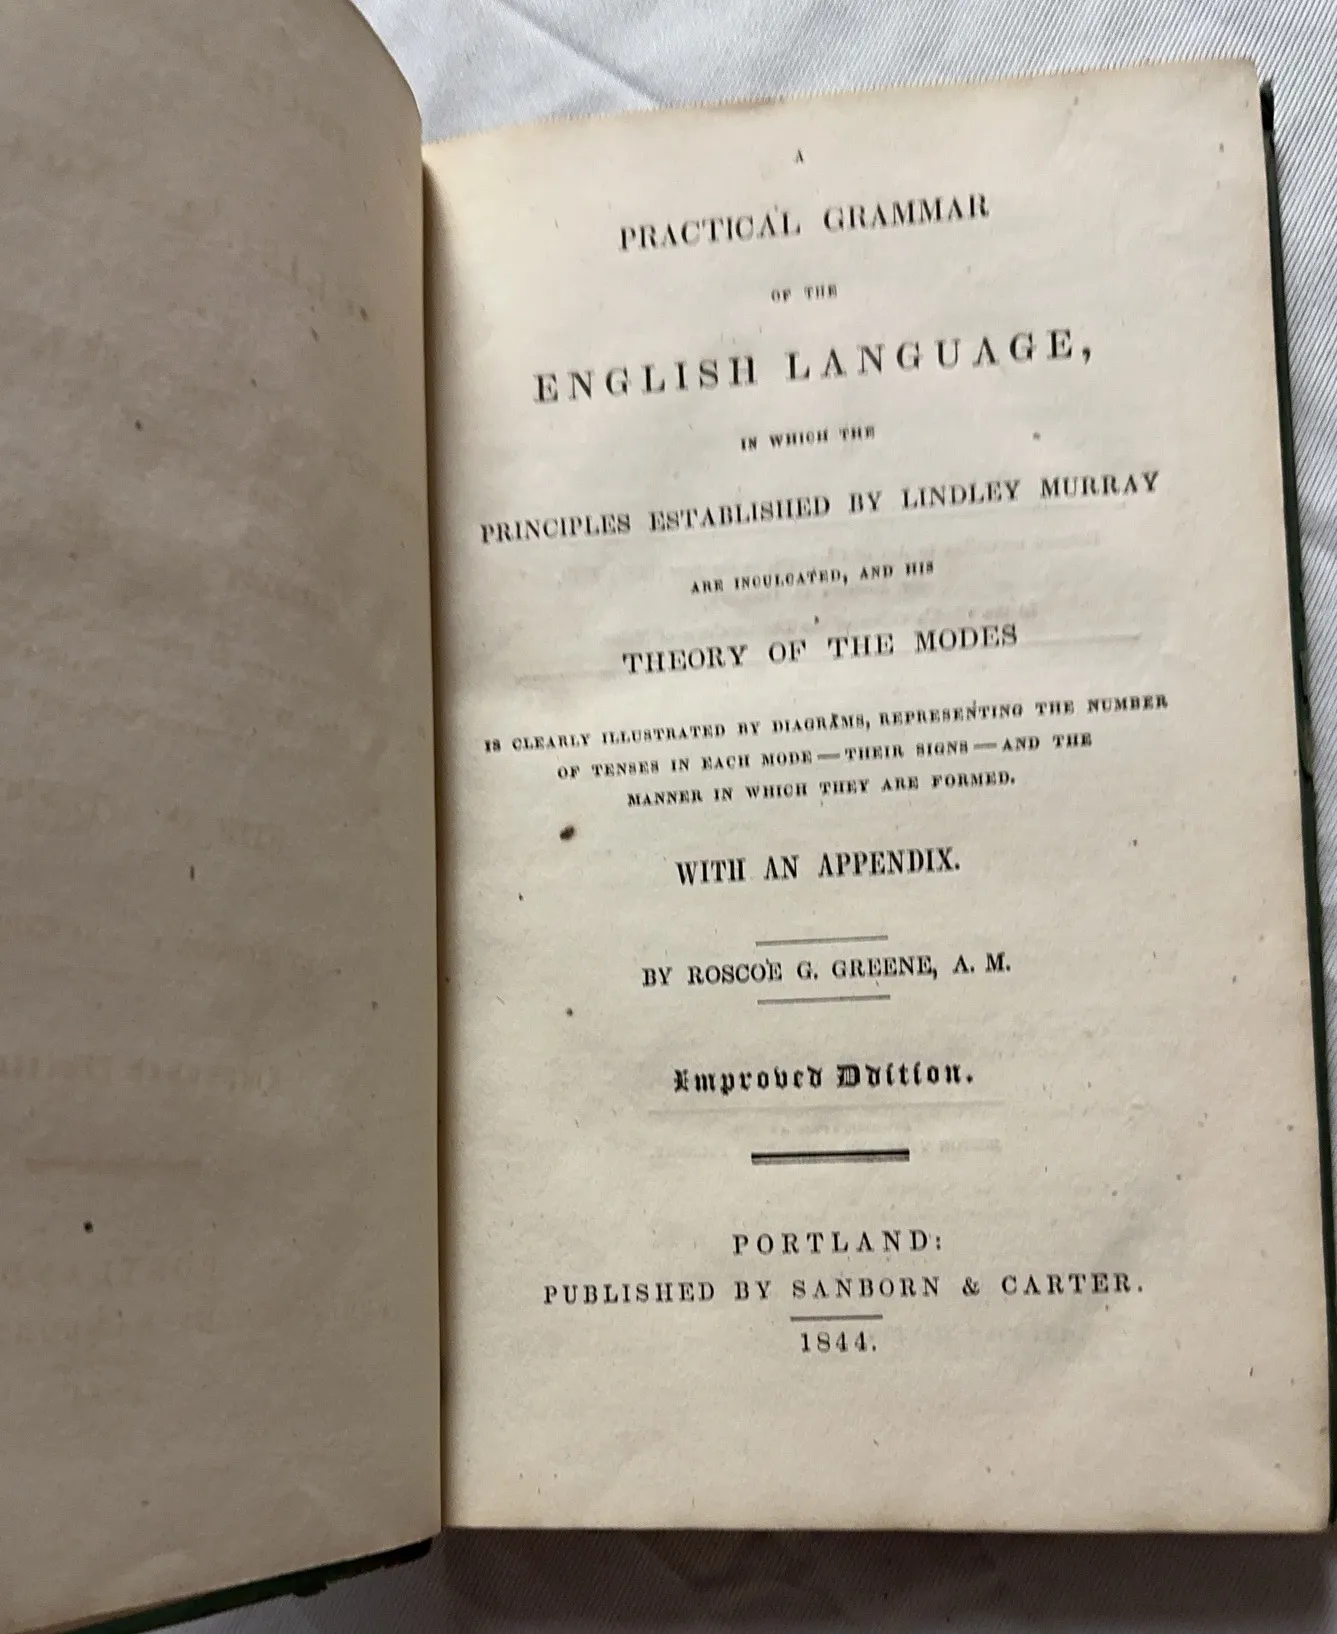 A
PRACTICAL GRAMMAR
OF THE
ENGLISH LANGUAGE,
IN WHICH THE
PRINCIPLES ESTABLISHED BY LINDLEY MURRAY
ARE INCULCATED, AND HIS
THEORY OF THE MODES
IS CLEARLY ILLUSTRATED BY DIAGRAMS, REPRESENTING THE NUMBER
OF TENSES IN EACH MODE — THEIR SIGNS — AND THE
MANNER IN WHICH THEY ARE FORMED.
WITH AN APPENDIX.
BY ROSCOE G. GREENE, A. M.
Improved Edition.
PORTLAND:
PUBLISHED BY SANBORN & CARTER.
1844.